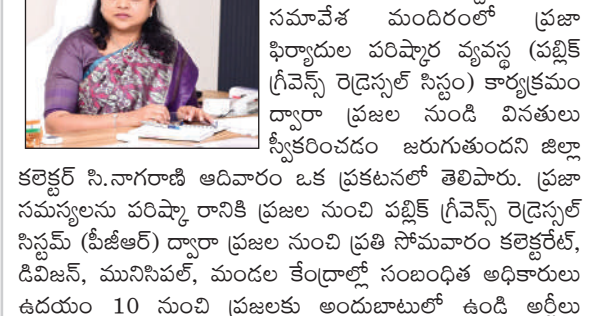 సమావేశ మందిరంలో ప్రజా
ఫిర్యాదుల పరిష్కార వ్యవస్థ (పబ్లిక్
గ్రీవెన్స్ రెడ్రెస్సల్ సిస్టం) కార్యక్రమం
ద్వారా ప్రజల నుండి వినతులు
స్వీకరించడం జరుగుతుందని జిల్లా
కలెక్టర్ సి.నాగరాణి ఆదివారం ఒక ప్రకటనలో తెలిపారు. ప్రజా
సమస్యలను పరిష్కా రానికి ప్రజల నుంచి పబ్లిక్ గ్రీవెన్స్ రెడ్రెస్సల్
సిస్టమ్ (పీజీఆర్) ద్వారా ప్రజల నుంచి ప్రతి సోమవారం కలెక్టరేట్,
డివిజన్, మునిసిపల్, మండల కేంద్రాల్లో సంబంధిత అధికారులు
ఉదయం 10 నుంచి ప్రజలకు అందుబాటులో ఉండి అర్జీలు